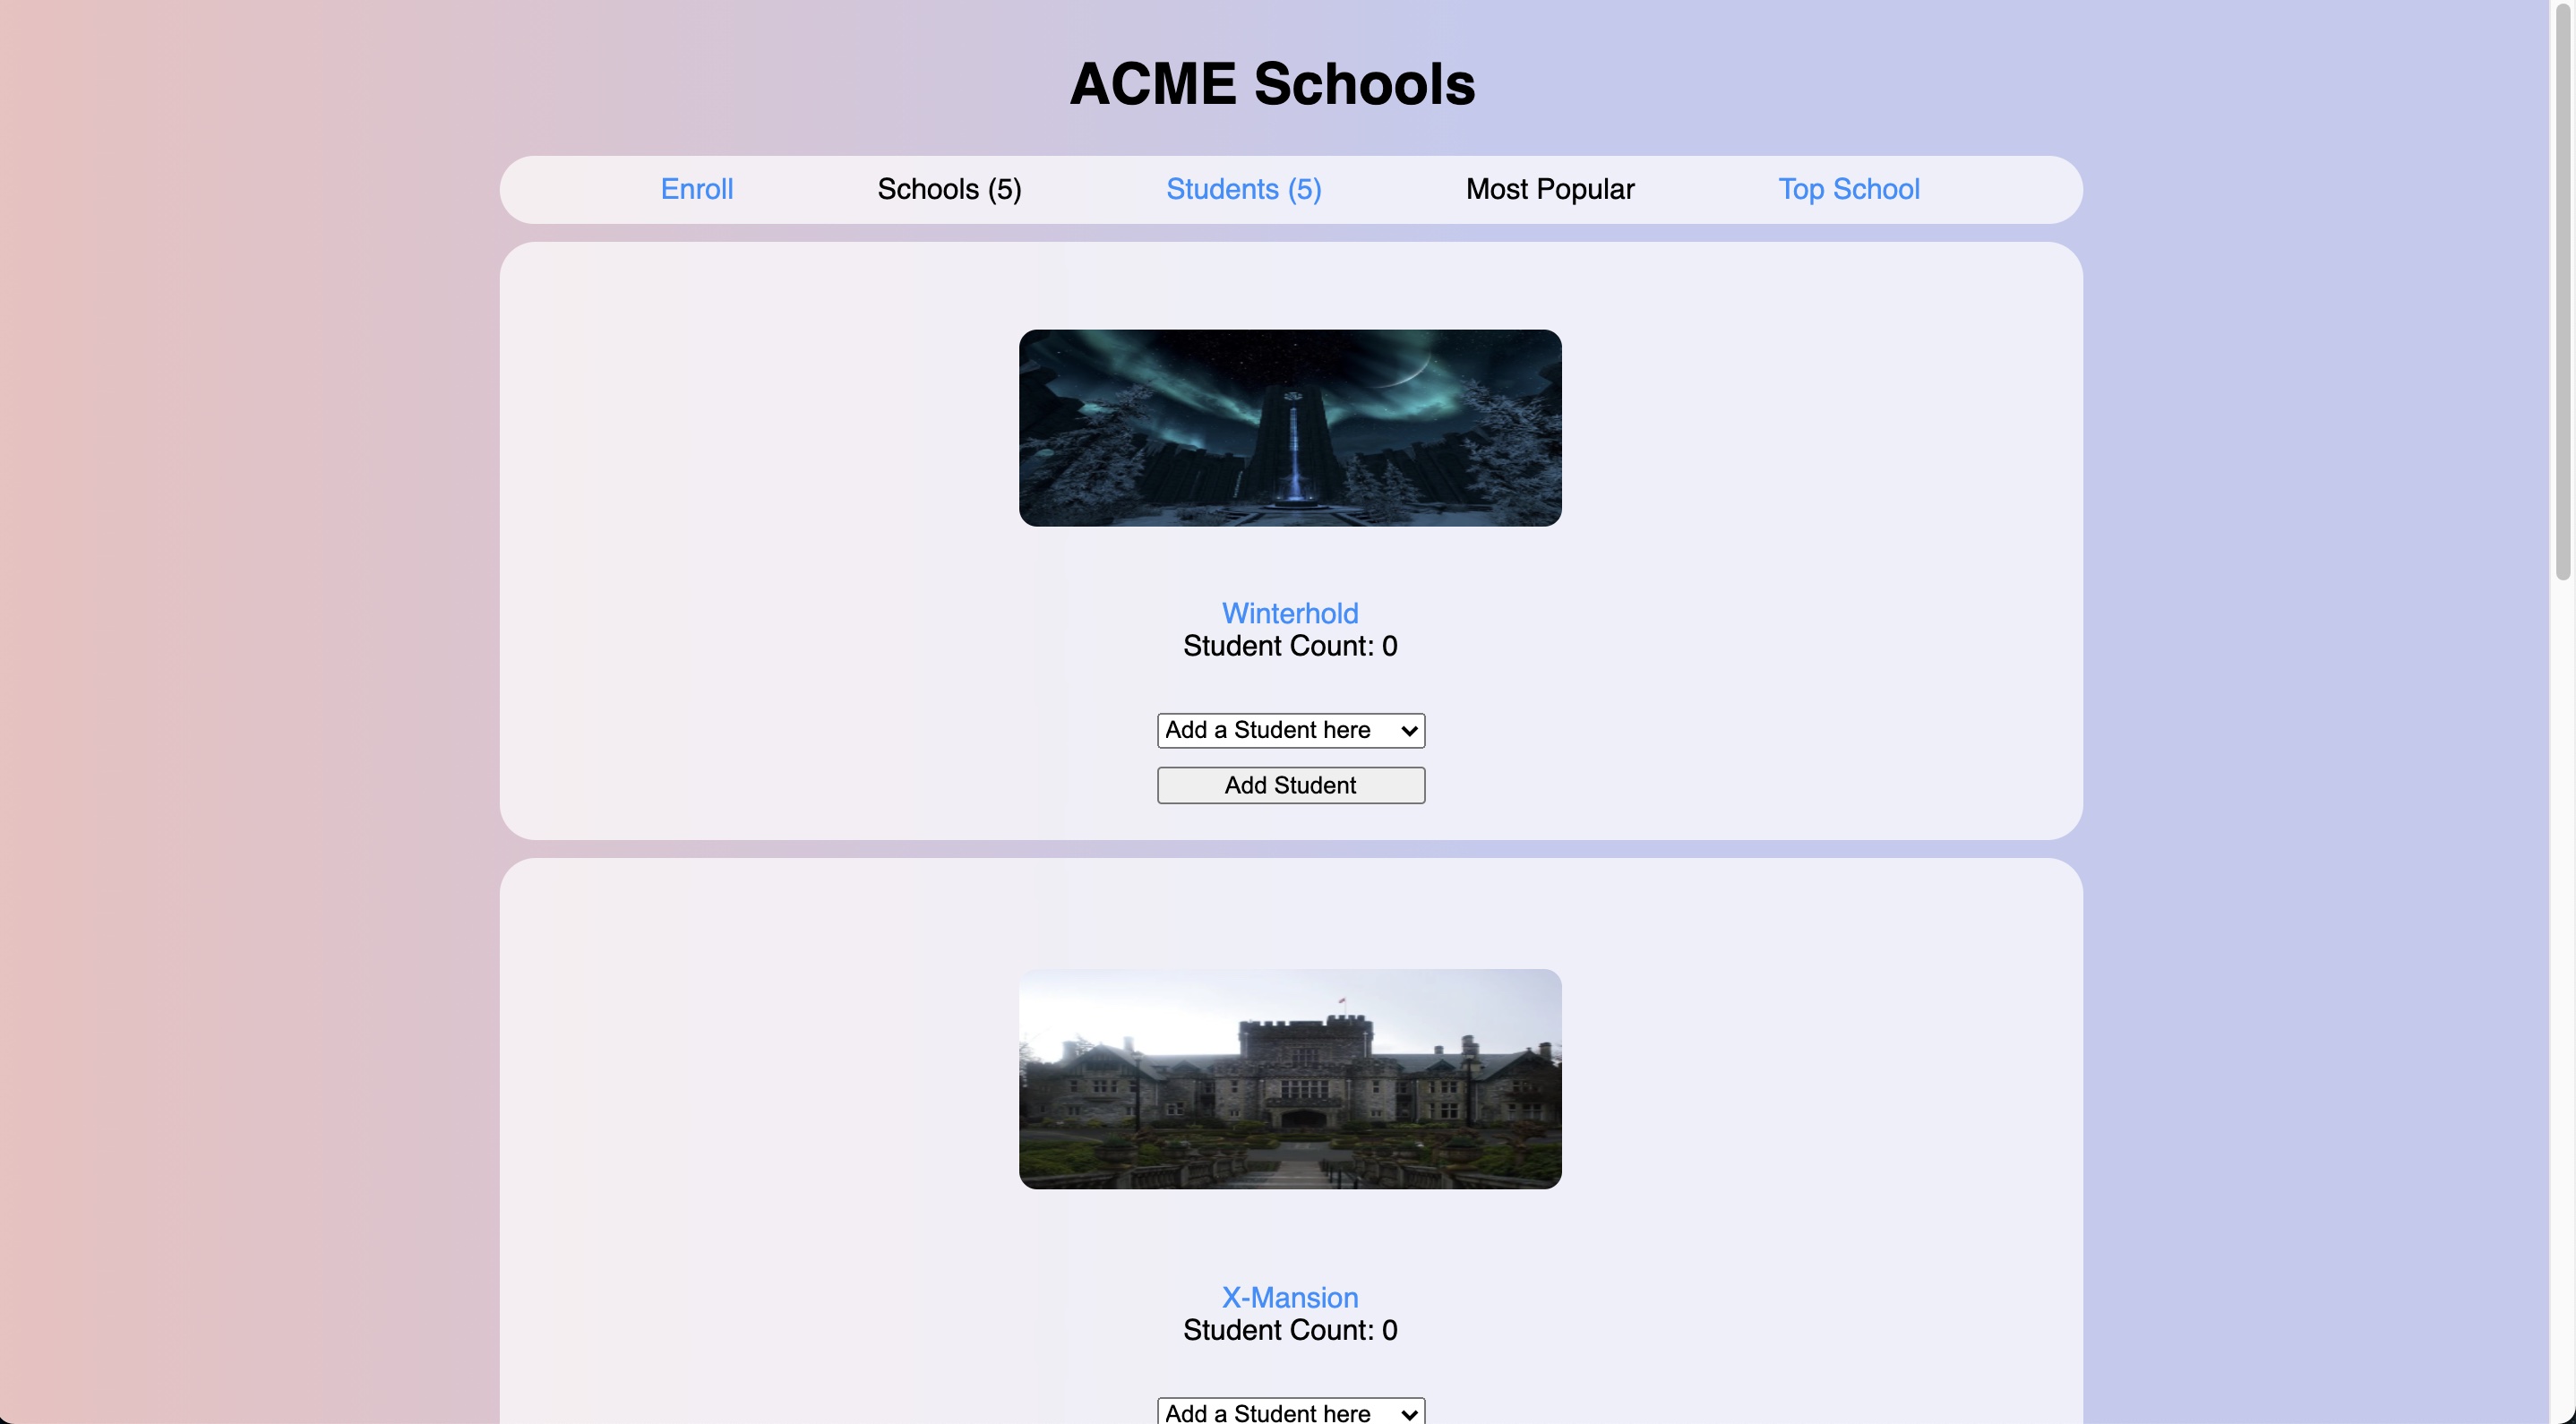 ACME Schools
Enroll Schools (5) Students (5) Most Popular Top School
Winterhold
Student Count: 0
Add a Student here
Add Student
X-Mansion
Student Count: 0
Add a Student here